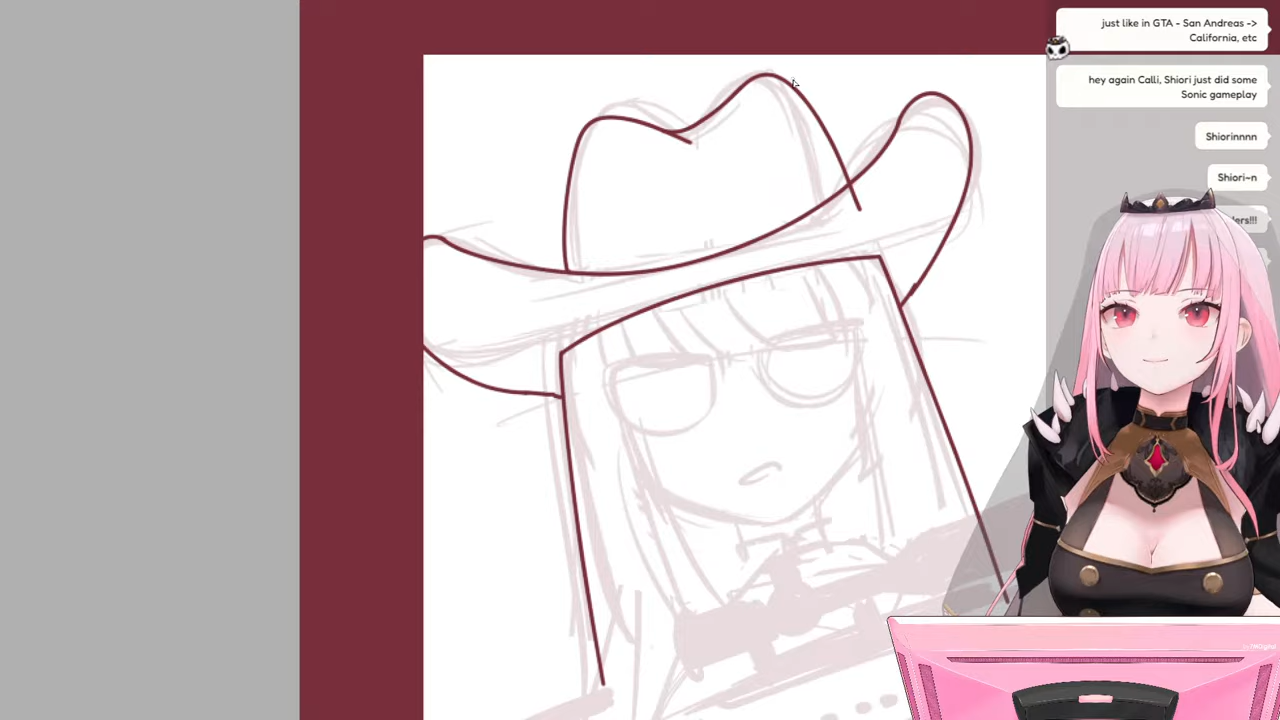 just like in GTA - San Andreas ->
California, etc
hey again Calli, Shiori just did some
Sonic gameplay
Shiorinnnn
Shiori~n
ders!!!